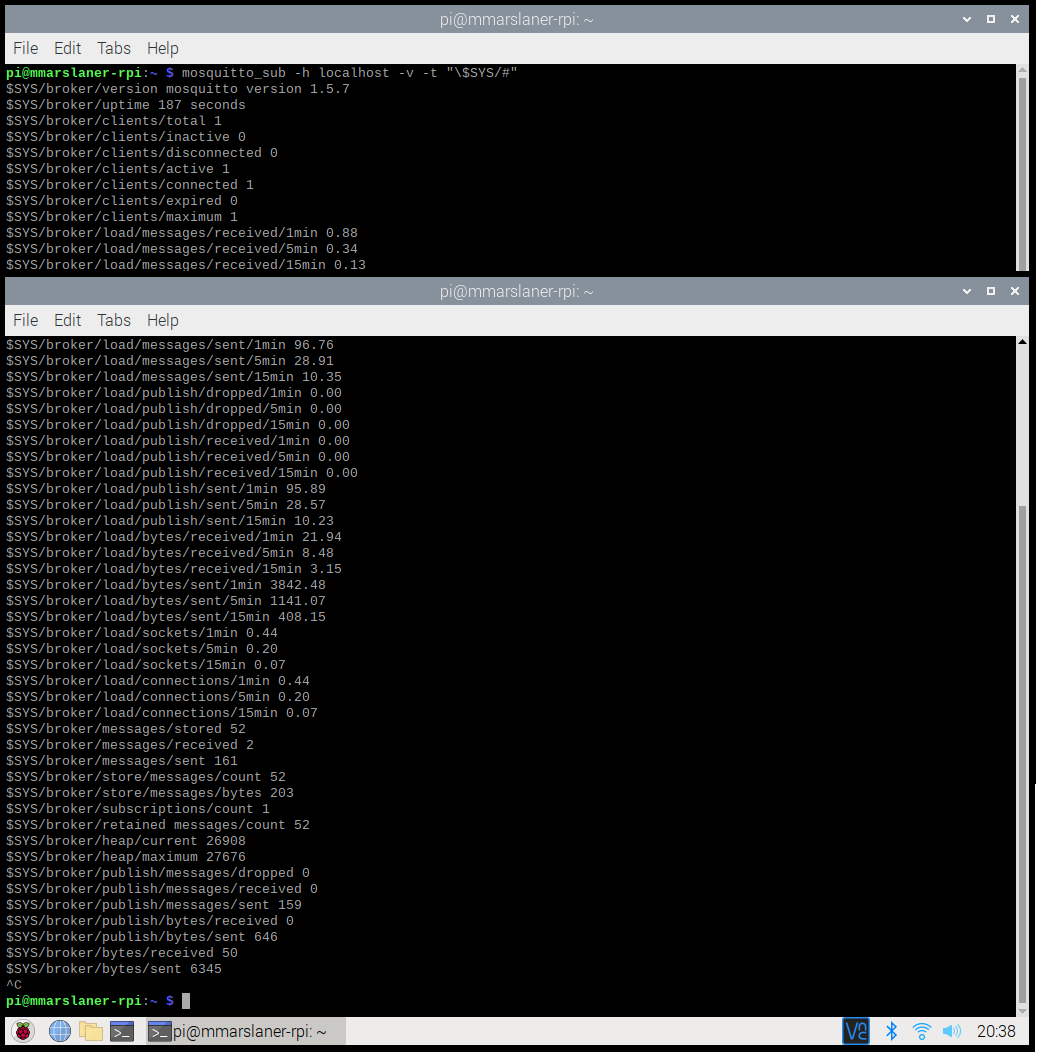 pi@mmarslaner-rpi: ~
File Edit Tabs Help
pi@mmarslaner-rpi:~ $ mosquitto_sub -h localhost -v -t "\$SYS/#"
$SYS/broker/version mosquitto version 1.5.7
$SYS/broker/uptime 187 seconds
$SYS/broker/clients/total 1
$SYS/broker/clients/inactive 0
$SYS/broker/clients/disconnected 0
$SYS/broker/clients/active 1
$SYS/broker/clients/connected 1
$SYS/broker/clients/expired 0
$SYS/broker/clients/maximum 1
$SYS/broker/load/messages/received/1min 0.88
$SYS/broker/load/messages/received/5min 0.34
$SYS/broker/load/messages/received/15min 0.13
pi@mmarslaner-rpi: ~
File Edit Tabs Help
$SYS/broker/load/messages/sent/1min 96.76
$SYS/broker/load/messages/sent/5min 28.91
$SYS/broker/load/messages/sent/15min 10.35
$SYS/broker/load/publish/dropped/1min 0.00
$SYS/broker/load/publish/dropped/5min 0.00
$SYS/broker/load/publish/dropped/15min 0.00
$SYS/broker/load/publish/received/1min 0.00
$SYS/broker/load/publish/received/5min 0.00
$SYS/broker/load/publish/received/15min 0.00
$SYS/broker/load/publish/sent/1min 95.89
$SYS/broker/load/publish/sent/5min 28.57
$SYS/broker/load/publish/sent/15min 10.23
$SYS/broker/load/bytes/received/1min 21.94
$SYS/broker/load/bytes/received/5min 8.48
$SYS/broker/load/bytes/received/15min 3.15
$SYS/broker/load/bytes/sent/1min 3842.48
$SYS/broker/load/bytes/sent/5min 1141.07
$SYS/broker/load/bytes/sent/15min 408.15
$SYS/broker/load/sockets/1min 0.44
$SYS/broker/load/sockets/5min 0.20
$SYS/broker/load/sockets/15min 0.07
$SYS/broker/load/connections/1min 0.44
$SYS/broker/load/connections/5min 0.20
$SYS/broker/load/connections/15min 0.07
$SYS/broker/messages/stored 52
$SYS/broker/messages/received 2
$SYS/broker/messages/sent 161
$SYS/broker/store/messages/count 52
$SYS/broker/store/messages/bytes 203
$SYS/broker/subscriptions/count 1
$SYS/broker/retained messages/count 52
$SYS/broker/heap/current 26908
$SYS/broker/heap/maximum 27676
$SYS/broker/publish/messages/dropped 0
$SYS/broker/publish/messages/received 0
$SYS/broker/publish/messages/sent 159
$SYS/broker/publish/bytes/received 0
$SYS/broker/publish/bytes/sent 646
$SYS/broker/bytes/received 50
$SYS/broker/bytes/sent 6345
^C
pi@mmarslaner-rpi:~ $
pi@mmarslaner-rpi: ~ 20:38